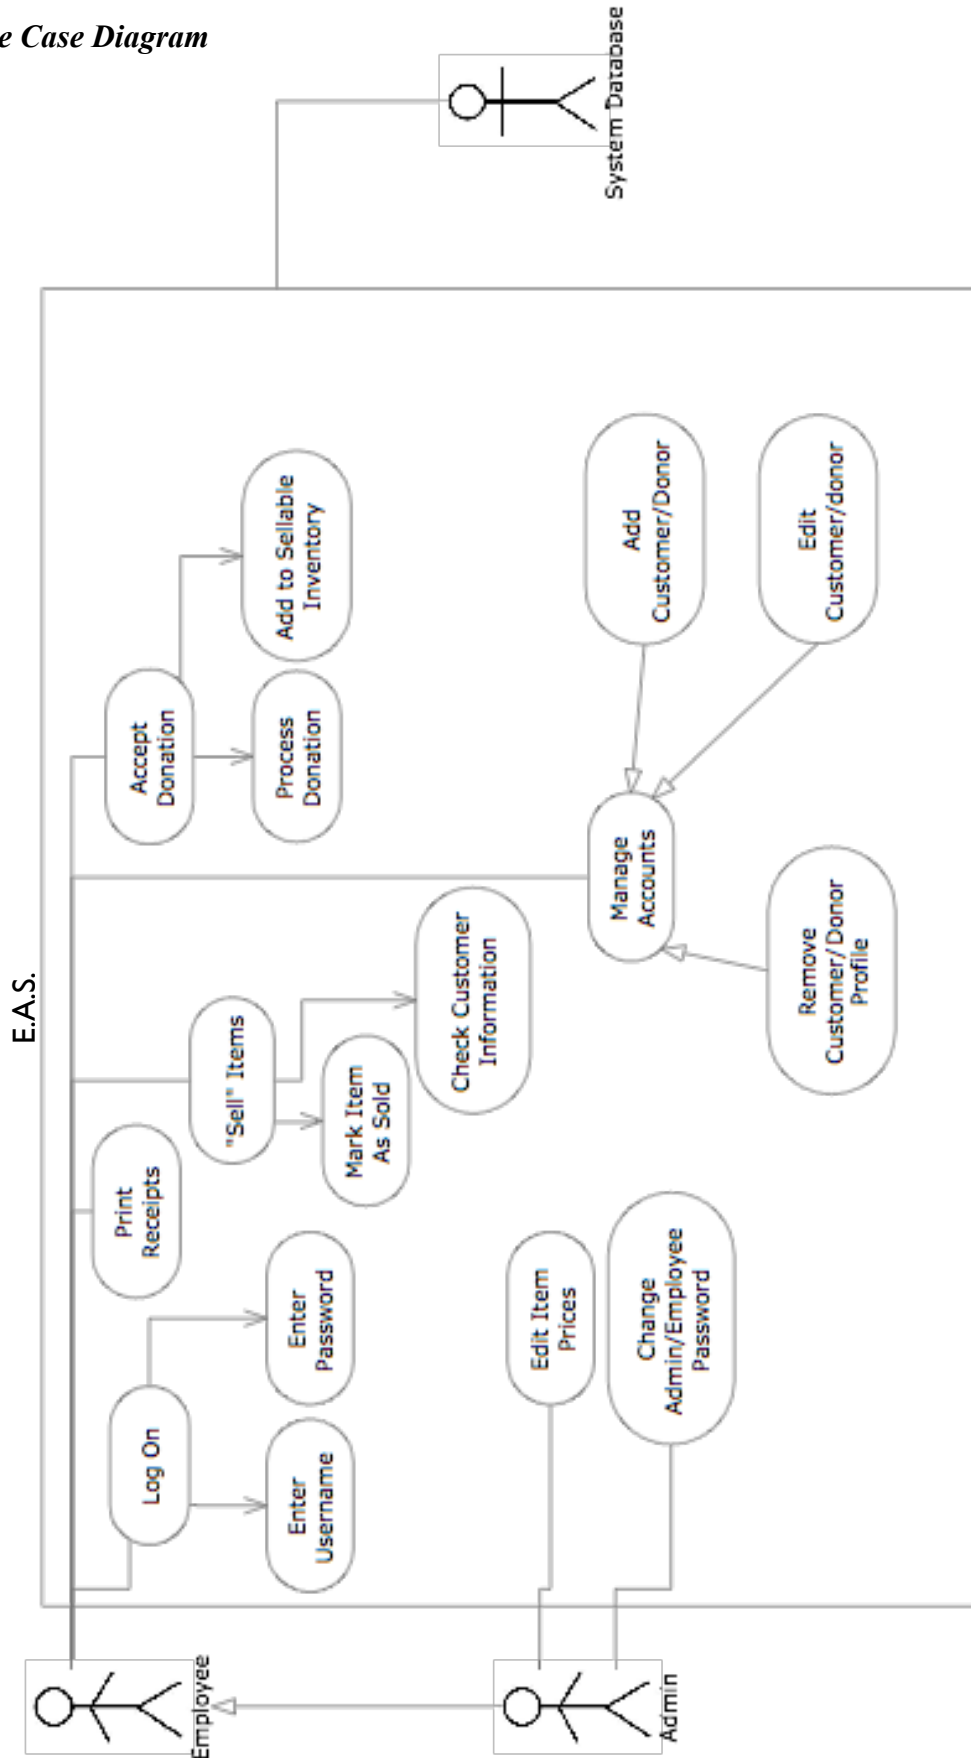 e Case Diagram
E.A.S.
System Database
Employee
Admin
Log On
Enter
Username
Enter
Password
Print
Receipts
"Sell" Items
Mark Item
As Sold
Check Customer
Information
Accept
Donation
Process
Donation
Add to Sellable
Inventory
Manage
Accounts
Add
Customer/Donor
Edit
Customer/donor
Remove
Customer/Donor
Profile
Edit Item
Prices
Change
Admin/Employee
Password